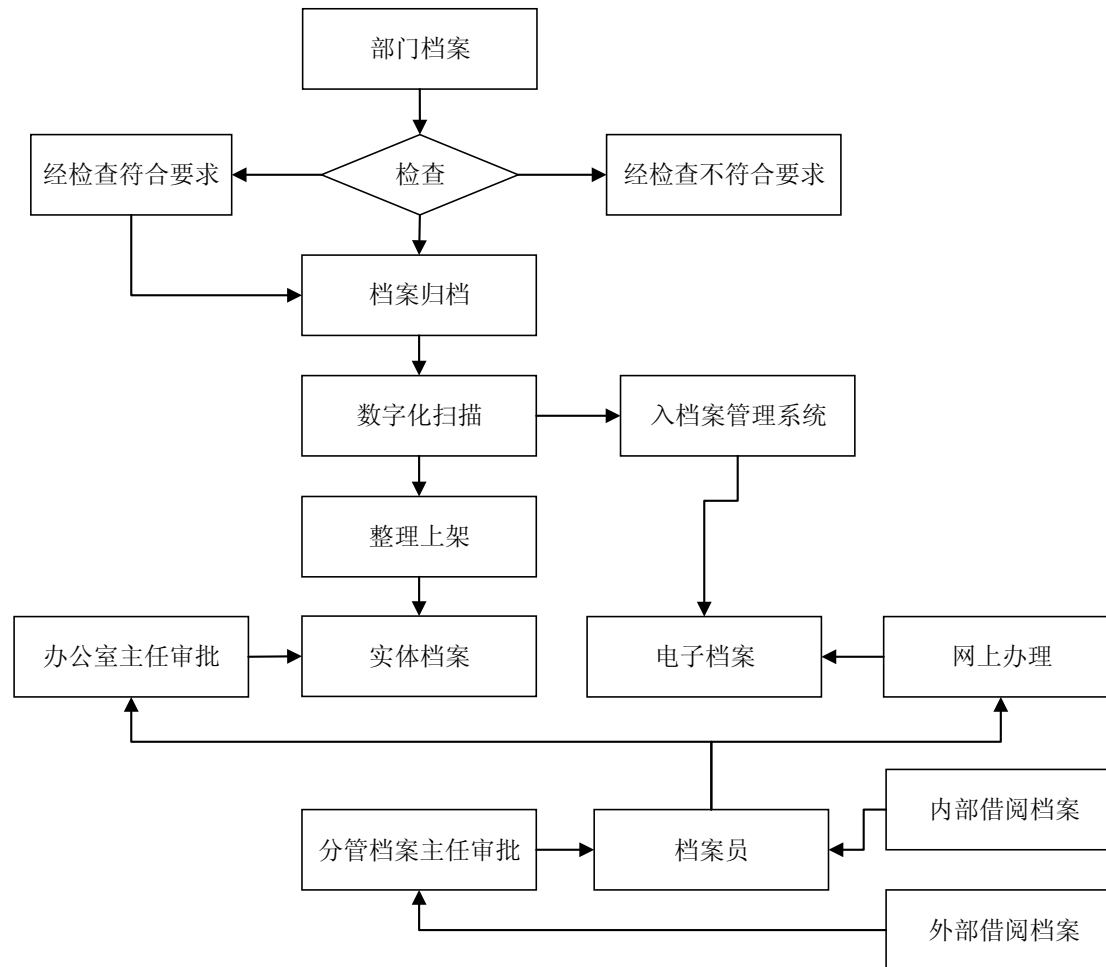 部门档案
经检查符合要求
检查
经检查不符合要求
档案归档
数字化扫描
入档案管理系统
整理上架
办公室主任审批
实体档案
电子档案
网上办理
内部借阅档案
分管档案主任审批
档案员
外部借阅档案